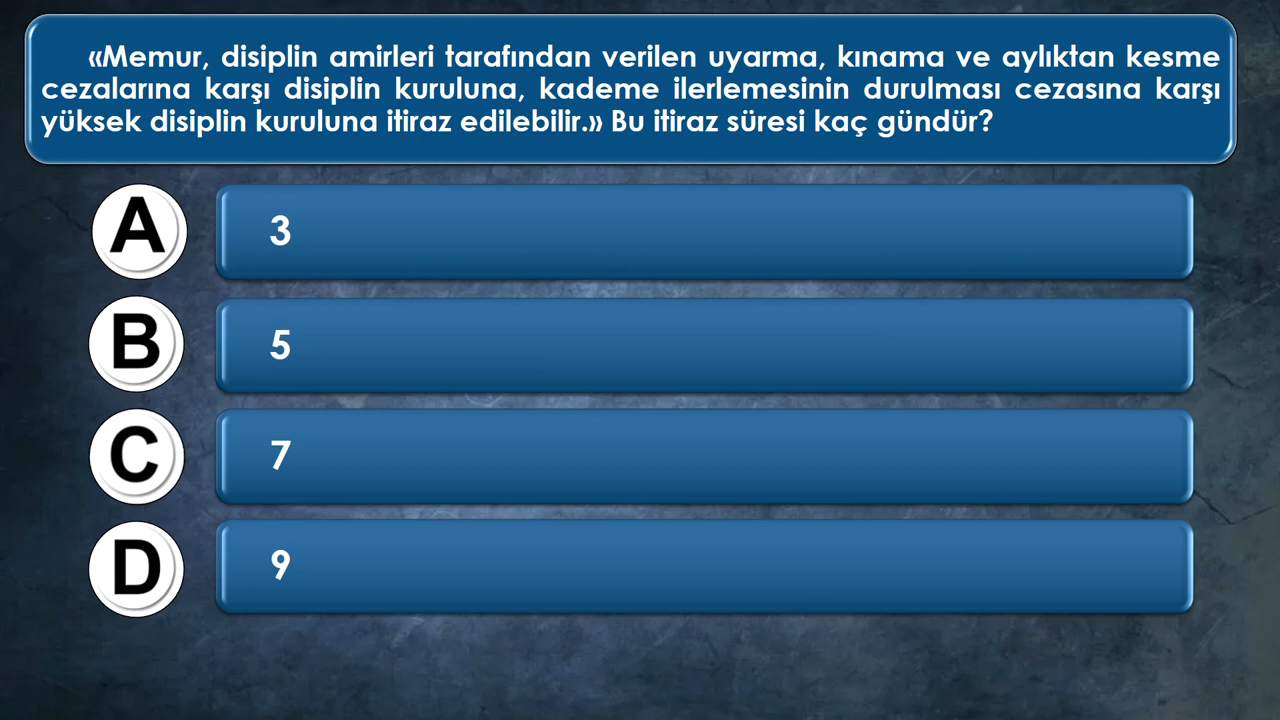 «Memur, disiplin amirleri tarafından verilen uyarma, kınama ve aylıktan kesme
cezalarına karşı disiplin kuruluna, kademe ilerlemesinin durulması cezasına karşı
yüksek disiplin kuruluna itiraz edilebilir.» Bu itiraz süresi kaç gündür?
A 3
B 5
C 7
D 9